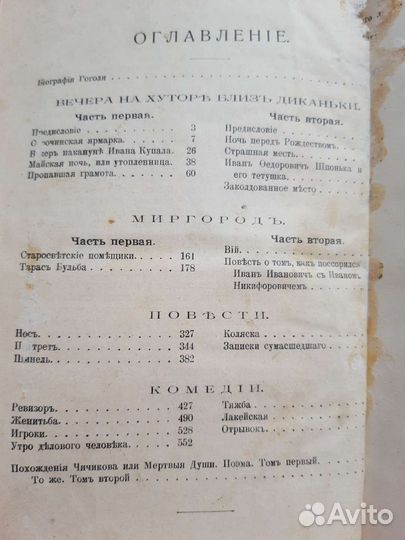 ОГЛАВЛЕНІЕ.
Біографія Гоголя
ВЕЧЕРА НА ХУТОРѢ БЛИЗЪ ДИКАНЬКИ.
Часть первая.
Предисловіе 3
С рочинская ярмарка. 7
В черъ наканунѣ Ивана Купала. 26
Майская ночь, или утопленница. 38
Пропавшая грамота. 60
Часть вторая.
Предисловіе
Ночь передъ Рождествомъ.
Страшная месть.
Иванъ Ѳедоровичъ Шпонька и
его тетушка.
Заколдованное мѣсто
МИРГОРОДЪ.
Часть первая.
Старосвѣтскіе помѣщики. 161
Тарасъ Бульба 178
Часть вторая.
Вій.
Повѣсть о томъ, какъ поссорился
Иванъ Ивановичъ съ Иваномъ
Никифоровичемъ
ПОВѢСТИ.
Носъ. 327
П третъ 344
Шинель. 382
Коляска
Записки сумасшедшаго
КОМЕДІИ.
Ревизоръ. 427
Женитьба. 490
Игроки 528
Утро дѣлового человѣка. 552
Тяжба
Лакейская
Отрывокъ.
Похожденія Чичикова или Мертвыя Души. Поэма. Томъ первый.
То же. Томъ второй
Avito